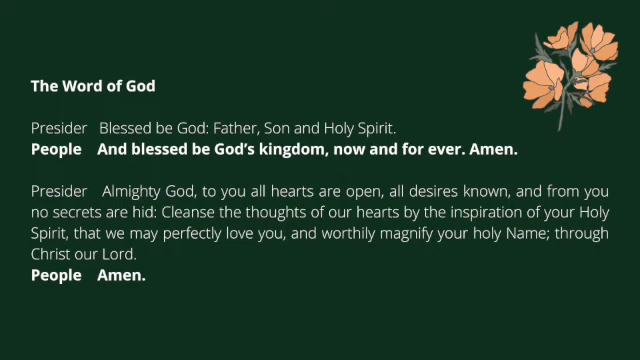 The Word of God
Presider Blessed be God: Father, Son and Holy Spirit.
People And blessed be God’s kingdom, now and for ever. Amen.
Presider Almighty God, to you all hearts are open, all desires known, and from you
no secrets are hid: Cleanse the thoughts of our hearts by the inspiration of your Holy
Spirit, that we may perfectly love you, and worthily magnify your holy Name; through
Christ our Lord.
People Amen.